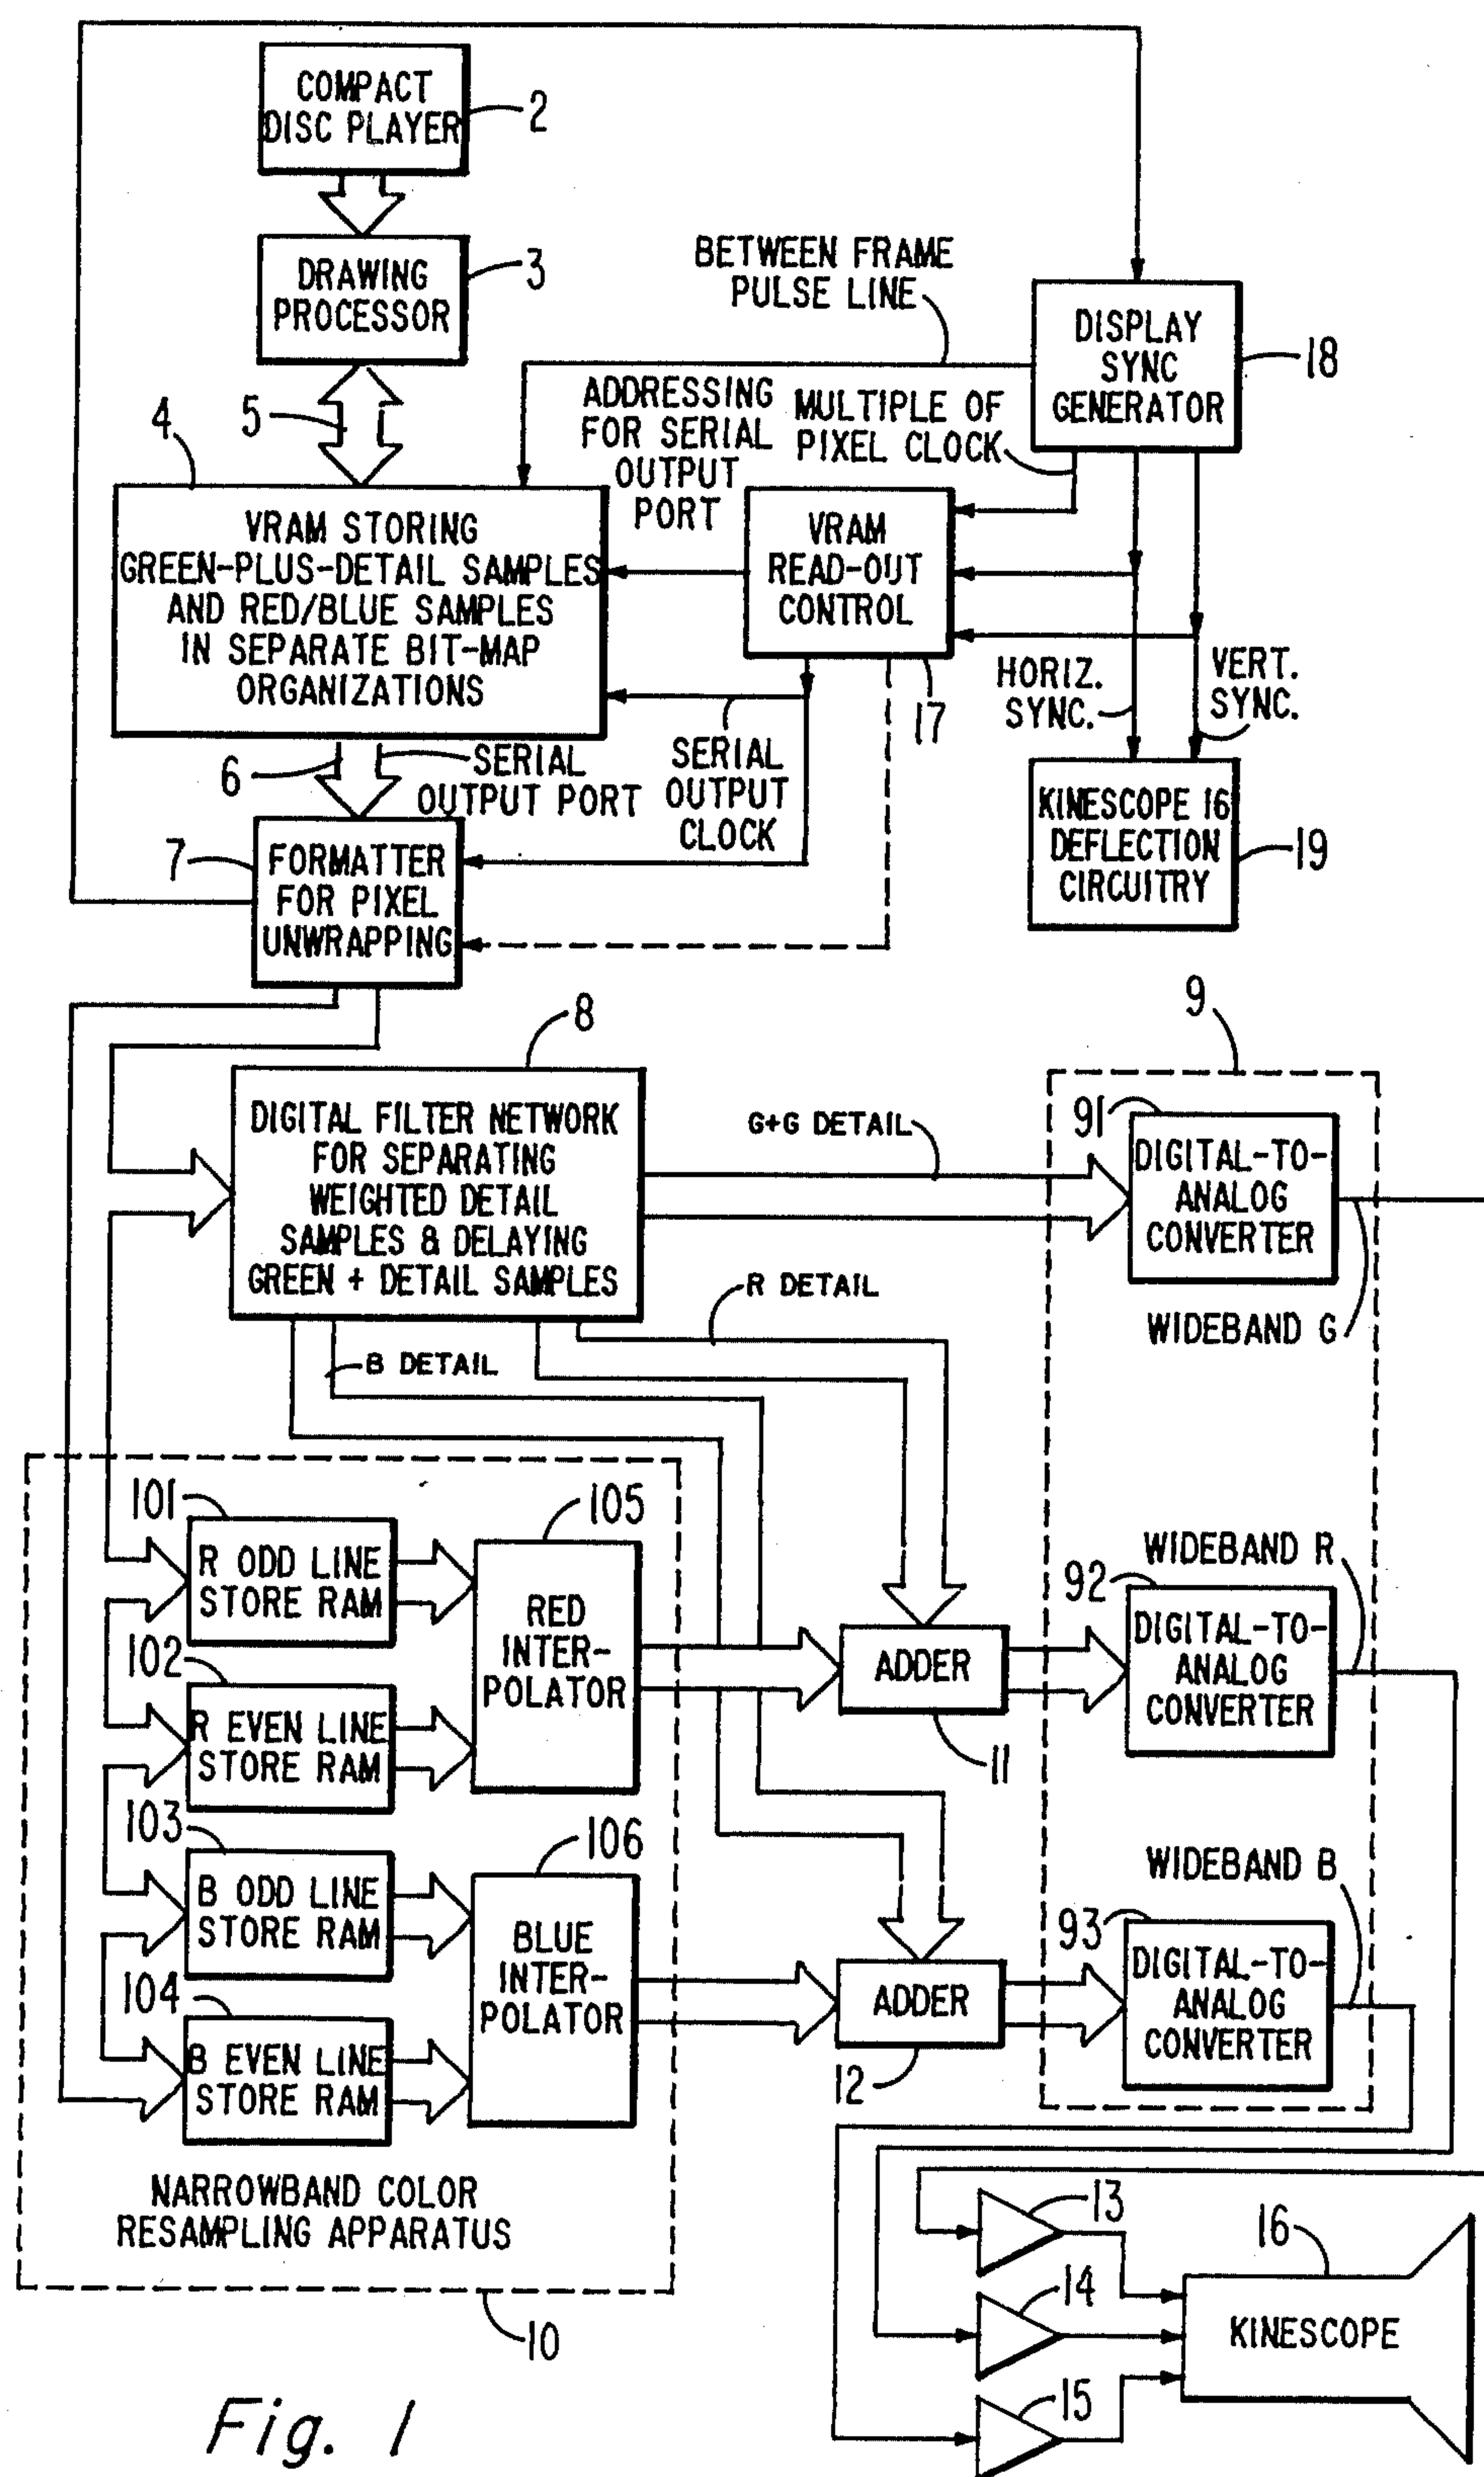 COMPACT
DISC PLAYER
2
DRAWING
PROCESSOR
3
BETWEEN FRAME
PULSE LINE
DISPLAY
SYNC
GENERATOR
18
4
5
ADDRESSING
FOR SERIAL
OUTPUT
PORT
MULTIPLE OF
PIXEL CLOCK
VRAM STORING
GREEN-PLUS-DETAIL SAMPLES
AND RED/BLUE SAMPLES
IN SEPARATE BIT-MAP
ORGANIZATIONS
VRAM
READ-OUT
CONTROL
17
HORIZ.
SYNC.
VERT.
SYNC.
6
SERIAL
OUTPUT PORT
SERIAL
OUTPUT
CLOCK
KINESCOPE 16
DEFLECTION
CIRCUITRY
19
7
FORMATTER
FOR PIXEL
UNWRAPPING
8
9
DIGITAL FILTER NETWORK
FOR SEPARATING
WEIGHTED DETAIL
SAMPLES & DELAYING
GREEN + DETAIL SAMPLES
G+G DETAIL
91
DIGITAL-TO-
ANALOG
CONVERTER
WIDEBAND G
R DETAIL
B DETAIL
101
R ODD LINE
STORE RAM
102
R EVEN LINE
STORE RAM
105
RED
INTER-
POLATOR
ADDER
11
WIDEBAND R
92
DIGITAL-TO-
ANALOG
CONVERTER
103
B ODD LINE
STORE RAM
104
B EVEN LINE
STORE RAM
106
BLUE
INTER-
POLATOR
ADDER
12
WIDEBAND B
93
DIGITAL-TO-
ANALOG
CONVERTER
NARROWBAND COLOR
RESAMPLING APPARATUS
10
13
14
15
16
KINESCOPE
Fig. 1